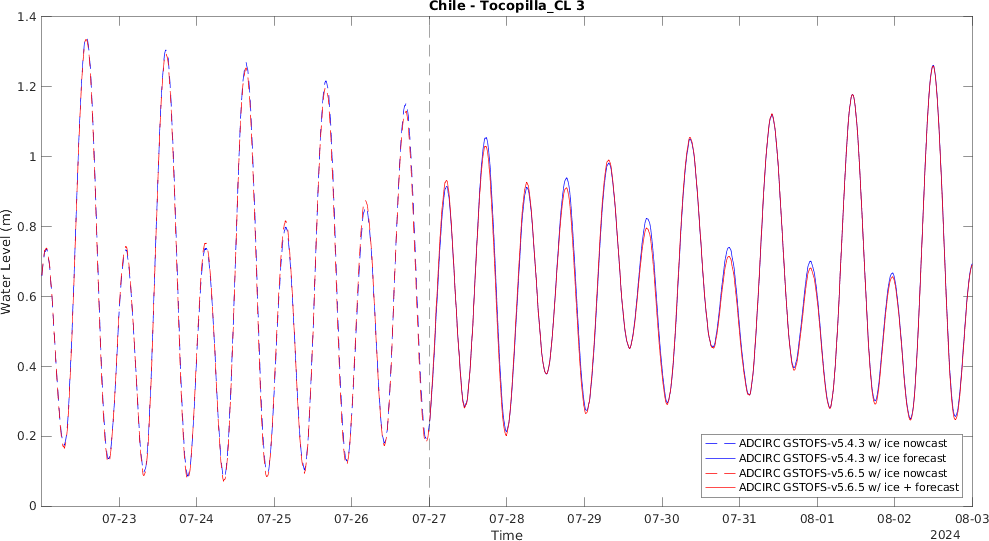 Chile - Tocopilla_CL 3
Water Level (m)
1.4
1.2
1
0.8
0.6
0.4
0.2
0
ADCIRC GSTOFS-v5.4.3 w/ ice nowcast
ADCIRC GSTOFS-v5.4.3 w/ ice forecast
ADCIRC GSTOFS-v5.6.5 w/ ice nowcast
ADCIRC GSTOFS-v5.6.5 w/ ice + forecast
07-23 07-24 07-25 07-26 07-27 07-28 07-29 07-30 07-31 08-01 08-02 08-03
Time
2024